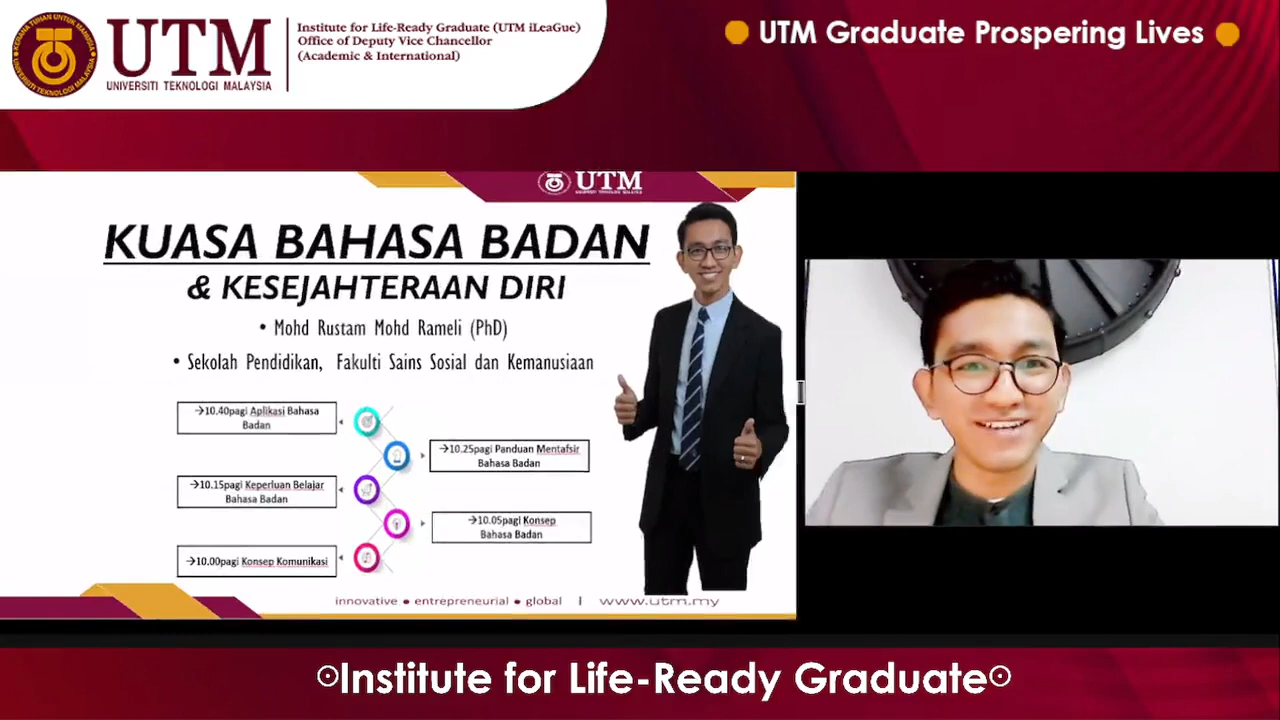 UTM
UNIVERSITI TEKNOLOGI MALAYSIA
Institute for Life-Ready Graduate (UTM iLeaGue)
Office of Deputy Vice Chancellor
(Academic & International)
UTM Graduate Prospering Lives
UTM
KUASA BAHASA BADAN
& KESEJAHTERAAN DIRI
• Mohd Rustam Mohd Rameli (PhD)
• Sekolah Pendidikan, Fakulti Sains Sosial dan Kemanusiaan
→10.40pagi Aplikasi Bahasa
Badan
→10.25pagi Panduan Mentafsir
Bahasa Badan
→10.15pagi Keperluan Belajar
Bahasa Badan
→10.05pagi Konsep
Bahasa Badan
→10.00pagi Konsep Komunikasi
innovative ● entrepreneurial ● global | www.utm.my
Institute for Life-Ready Graduate